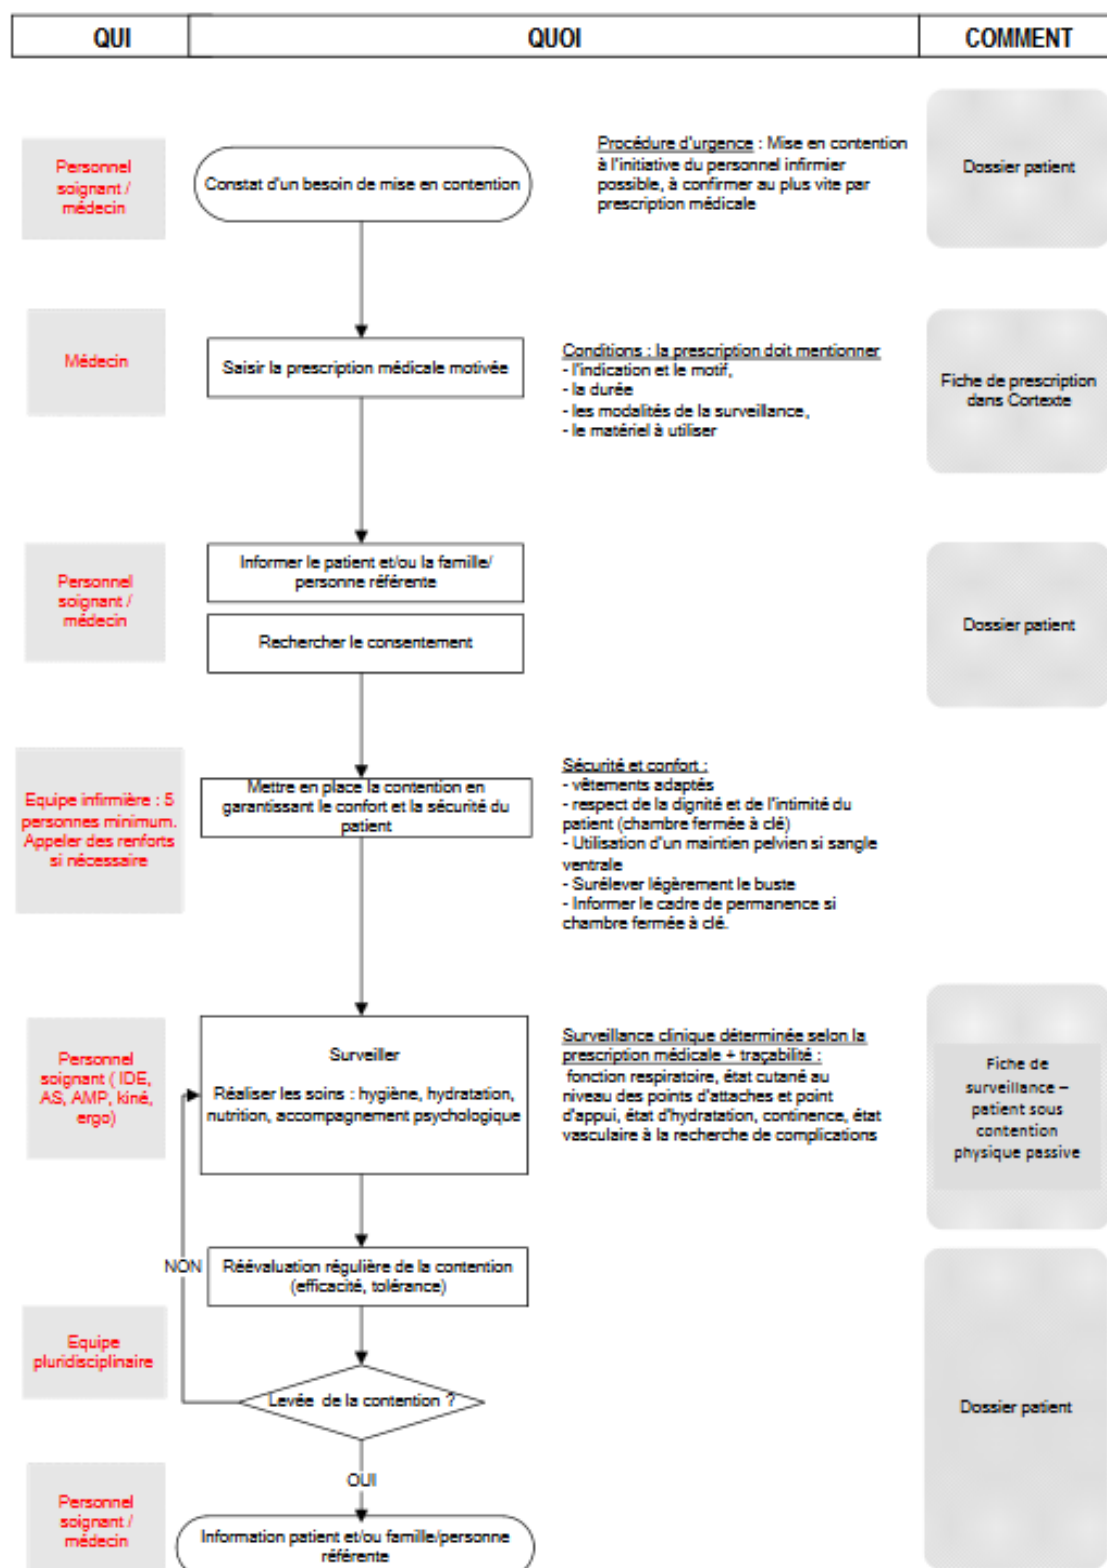 QUI
QUOI
COMMENT
Personnel
soignant /
médecin
Constat d'un besoin de mise en contention
Procédure d'urgence : Mise en contention
à l'initiative du personnel infirmier
possible, à confirmer au plus vite par
prescription médicale
Dossier patient
Médecin
Saisir la prescription médicale motivée
Conditions : la prescription doit mentionner
- l'indication et le motif,
- la durée
- les modalités de la surveillance,
- le matériel à utiliser
Fiche de prescription
dans Cortexte
Personnel
soignant /
médecin
Informer le patient et/ou la famille/
personne référente
Rechercher le consentement
Dossier patient
Equipe infirmière : 5
personnes minimum.
Appeler des renforts
si nécessaire
Mettre en place la contention en
garantissant le confort et la sécurité du
patient
Sécurité et confort :
- vêtements adaptés
- respect de la dignité et de l'intimité du
patient (chambre fermée à clé)
- Utilisation d'un maintien pelvien si sangle
ventrale
- Surélever légèrement le buste
- Informer le cadre de permanence si
chambre fermée à clé.
Personnel
soignant ( IDE,
AS, AMP, kiné,
ergo)
Surveiller
Réaliser les soins : hygiène, hydratation,
nutrition, accompagnement psychologique
Surveillance clinique déterminée selon la
prescription médicale + traçabilité :
fonction respiratoire, état cutané au
niveau des points d'attaches et point
d'appui, état d'hydratation, continence, état
vasculaire à la recherche de complications
Fiche de
surveillance –
patient sous
contention
physique passive
NON
Réévaluation régulière de la contention
(efficacité, tolérance)
Equipe
pluridisciplinaire
Levée de la contention ?
Dossier patient
OUI
Personnel
soignant /
médecin
Information patient et/ou famille/personne
référente